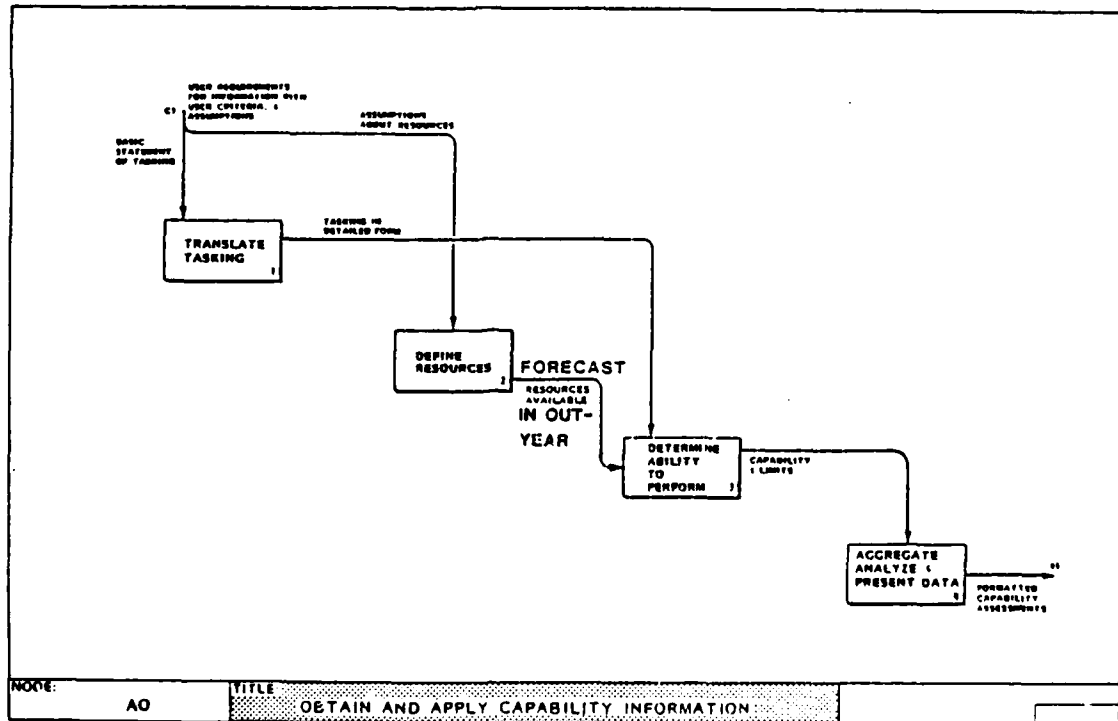 USER REQUIREMENTS
FOR INFORMATION WITH
USER CRITERIA, &
ASSUMPTIONS
C1
ASSUMPTIONS
ABOUT RESOURCES
BASIC
STATEMENT
OF TASKING
TRANSLATE
TASKING
1
TASKING IN
DETAILED FORM
DEFINE
RESOURCES
2
FORECAST
RESOURCES
AVAILABLE
IN OUT-
YEAR
DETERMINE
ABILITY
TO
PERFORM
3
CAPABILITY
& LIMITS
AGGREGATE
ANALYZE &
PRESENT DATA
4
FORMATTED
CAPABILITY
ASSESSMENTS
NODE:
AO
TITLE
OBTAIN AND APPLY CAPABILITY INFORMATION